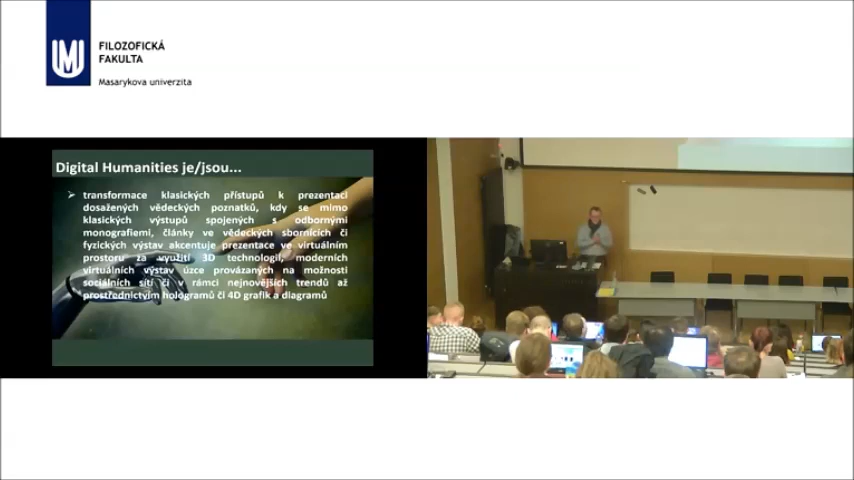 FILOZOFICKÁ
FAKULTA
Masarykova univerzita
Digital Humanities je/jsou...
transformace klasických přístupů k prezentaci
dosažených vědeckých poznatků, kdy se mimo
klasických výstupů spojených s odbornými
monografiemi, články ve vědeckých sbornících či
fyzických výstav akcentuje prezentace ve virtuálním
prostoru za využití 3D technologií, moderních
virtuálních výstav úzce provázaných na možnosti
sociálních sítí či v rámci nejnovějších trendů až
prostřednictvím hologramů či 4D grafik a diagramů